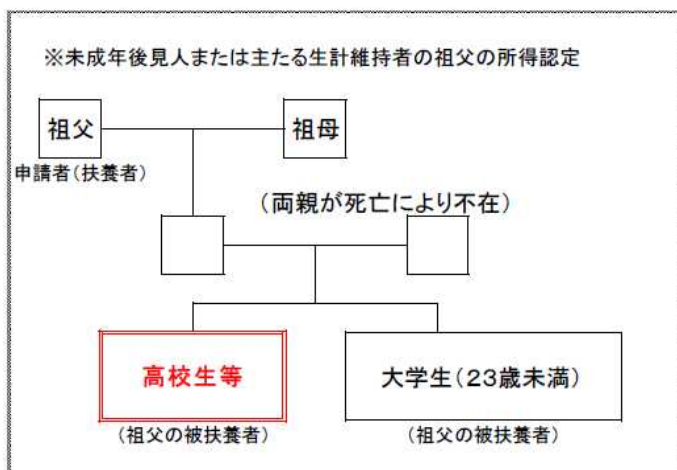 ※未成年後見人または主たる生計維持者の祖父の所得認定
祖父
祖母
申請者(扶養者)
(両親が死亡により不在)
高校生等
大学生(23歳未満)
(祖父の被扶養者)
(祖父の被扶養者)